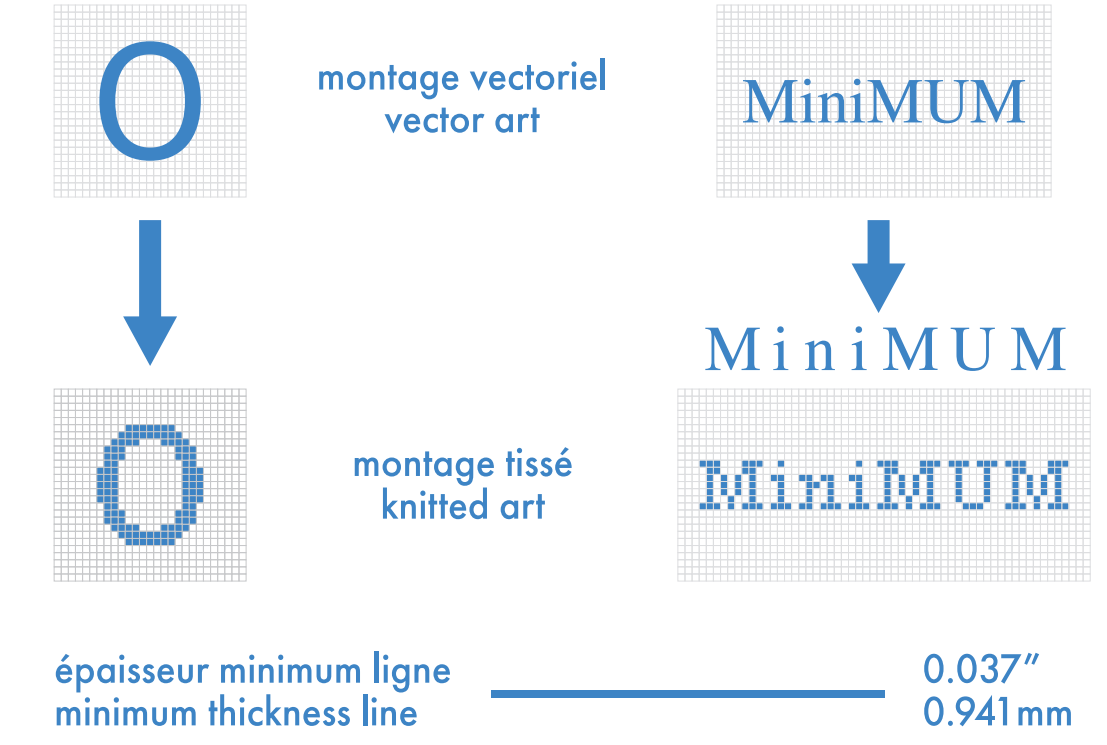 O
montage vectoriel
vector art
MiniMUM
MiniMUM
O
montage tissé
knitted art
MiniMUM
épaisseur minimum ligne
minimum thickness line
0.037″
0.941mm